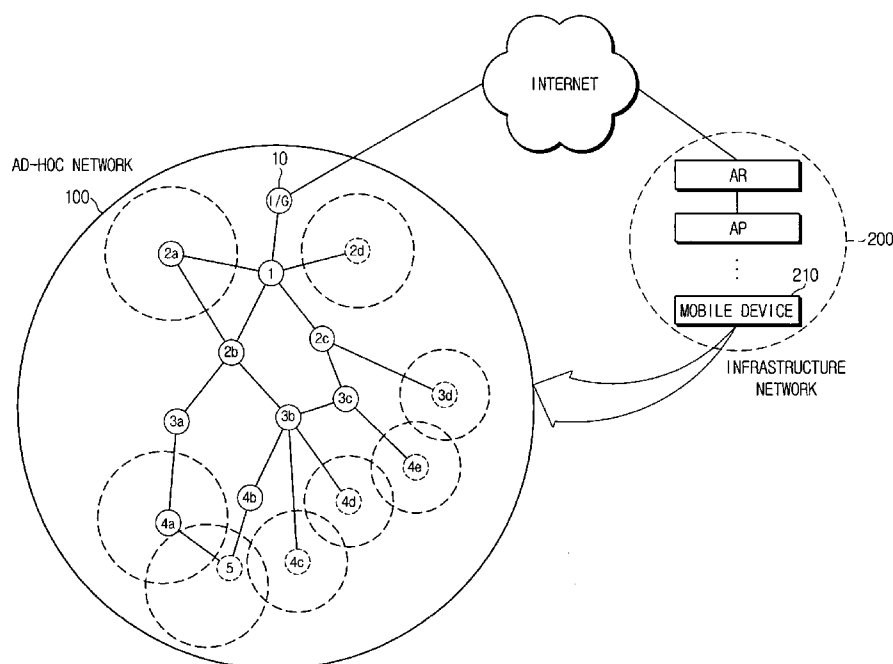 INTERNET
AD-HOC NETWORK
100
10
I/G
AR
AP
200
210
MOBILE DEVICE
INFRASTRUCTURE
NETWORK
2a
1
2d
2b
2c
3a
3b
3c
3d
4e
4b
4d
4a
5
4c